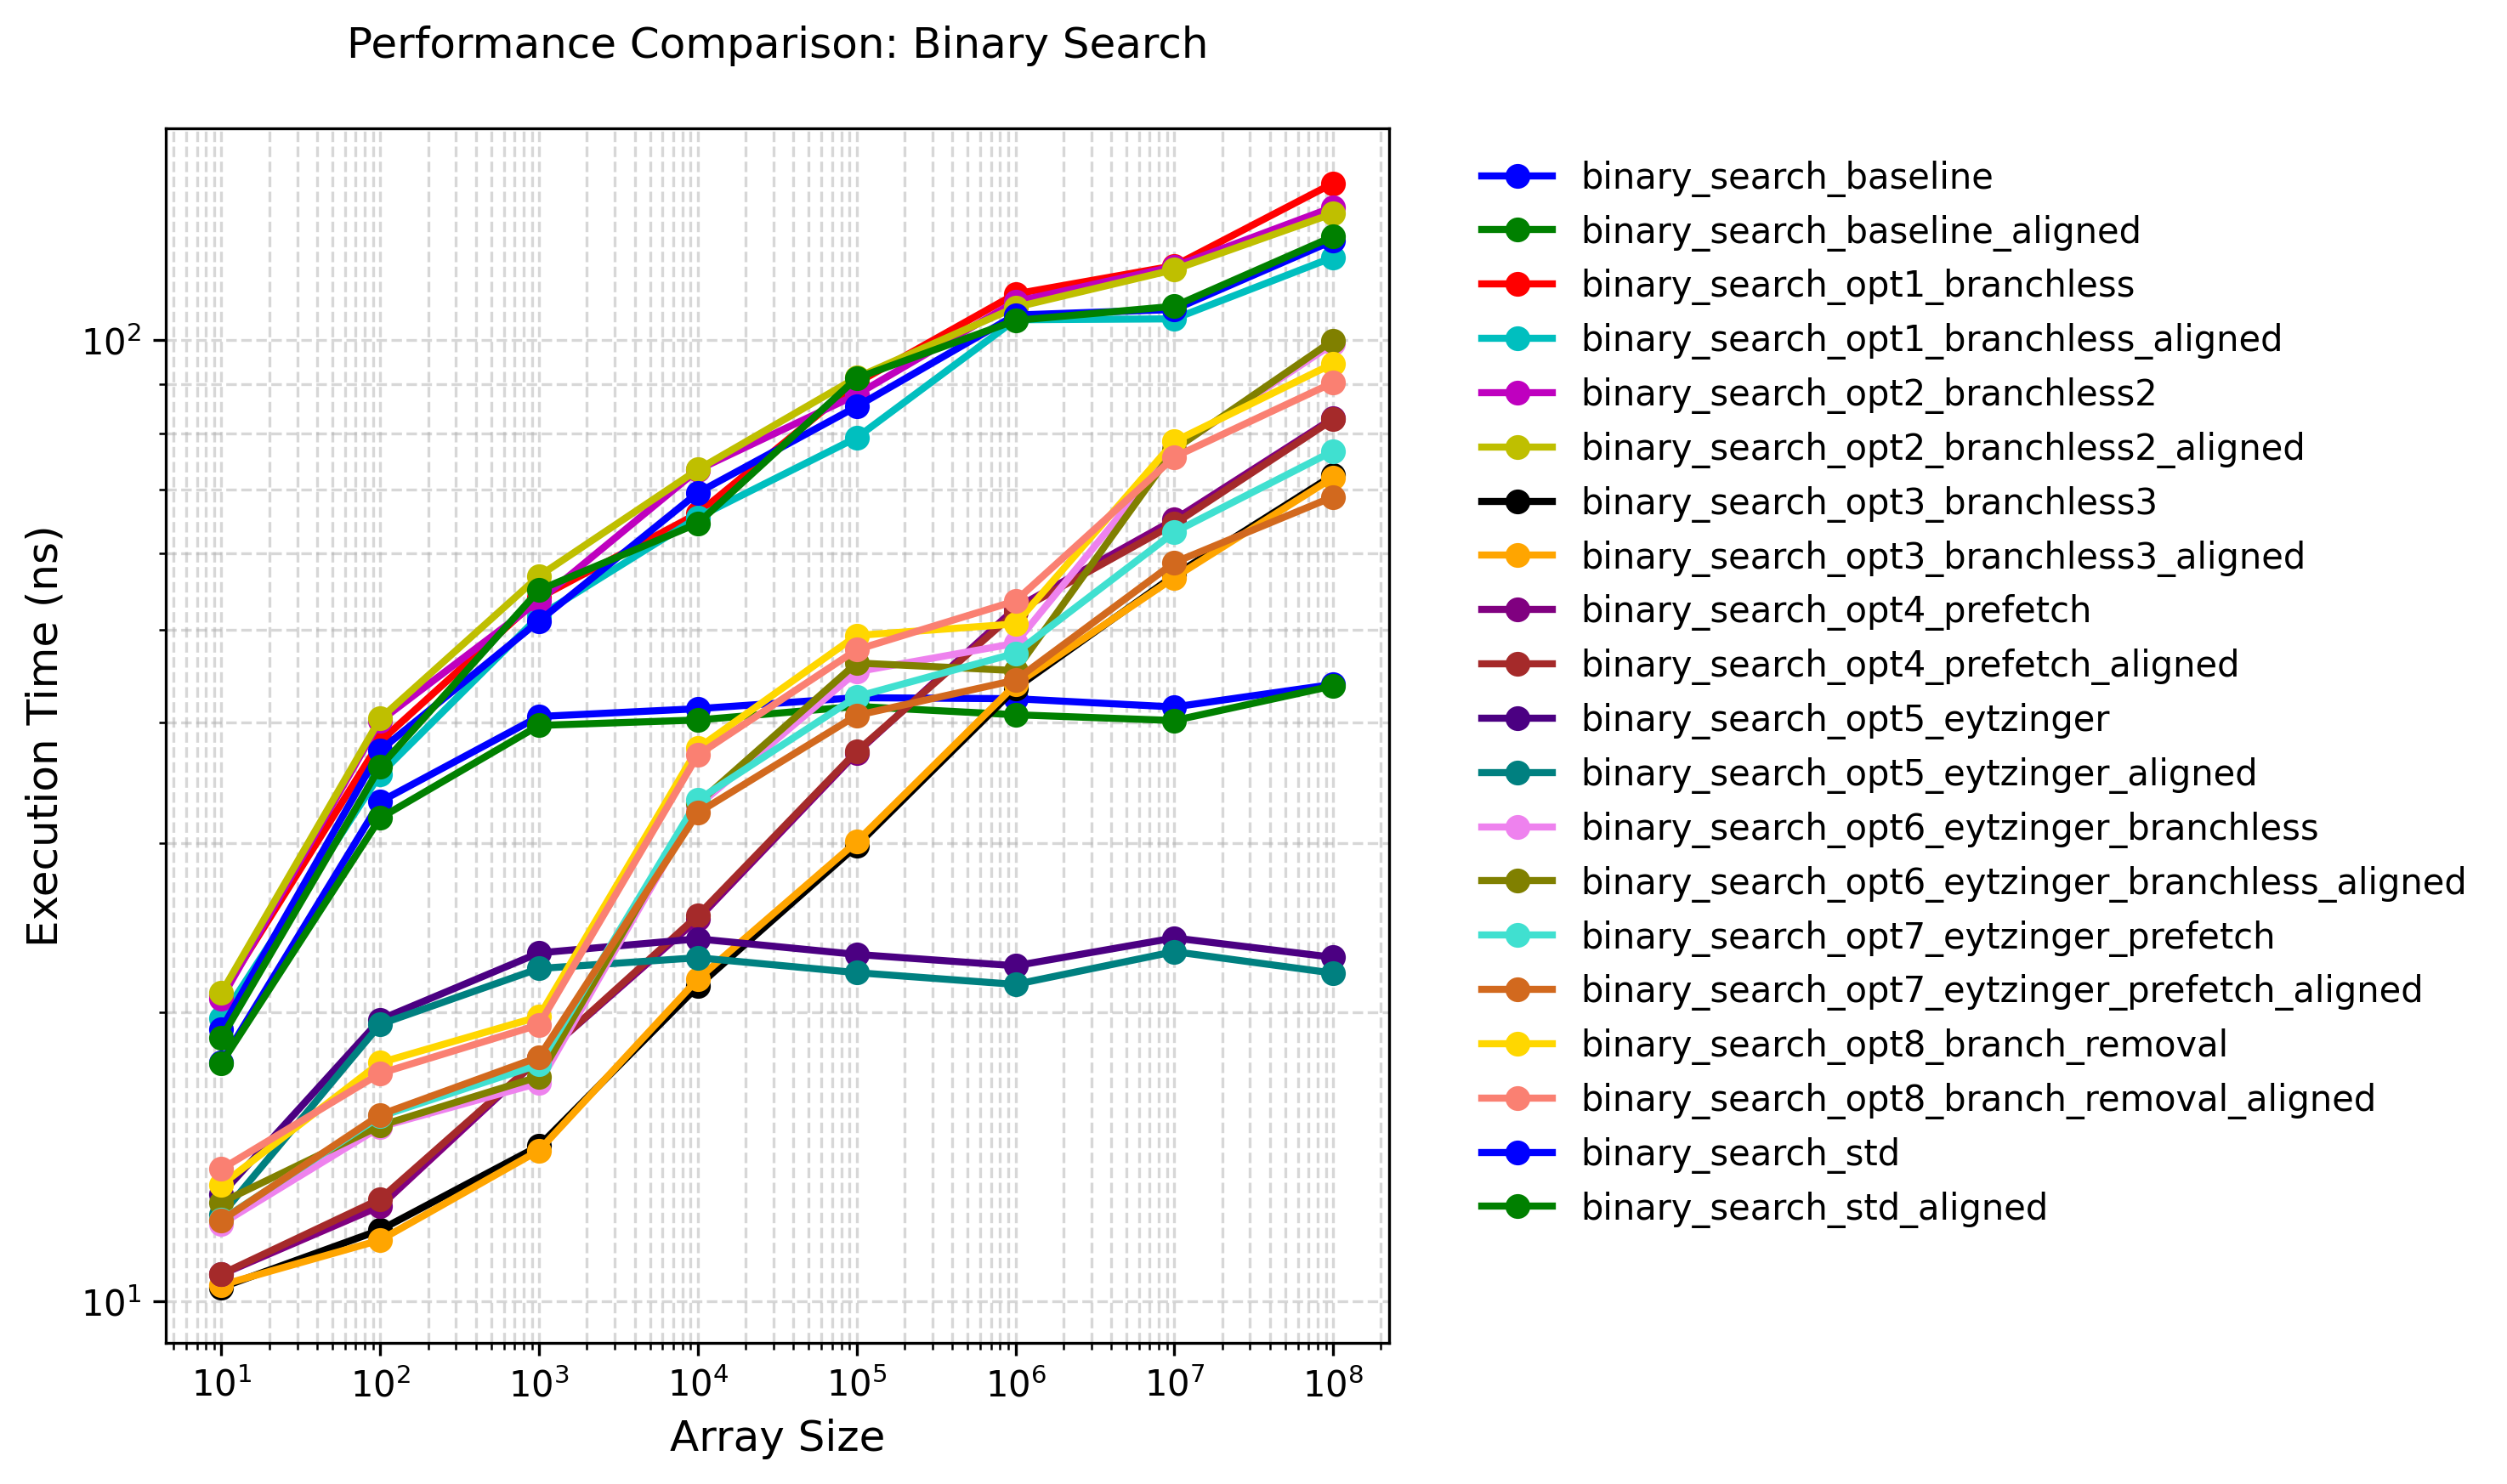 Performance Comparison: Binary Search
Execution Time (ns)
10²
10¹
10¹ 10² 10³ 10⁴ 10⁵ 10⁶ 10⁷ 10⁸
Array Size
binary_search_baseline
binary_search_baseline_aligned
binary_search_opt1_branchless
binary_search_opt1_branchless_aligned
binary_search_opt2_branchless2
binary_search_opt2_branchless2_aligned
binary_search_opt3_branchless3
binary_search_opt3_branchless3_aligned
binary_search_opt4_prefetch
binary_search_opt4_prefetch_aligned
binary_search_opt5_eytzinger
binary_search_opt5_eytzinger_aligned
binary_search_opt6_eytzinger_branchless
binary_search_opt6_eytzinger_branchless_aligned
binary_search_opt7_eytzinger_prefetch
binary_search_opt7_eytzinger_prefetch_aligned
binary_search_opt8_branch_removal
binary_search_opt8_branch_removal_aligned
binary_search_std
binary_search_std_aligned